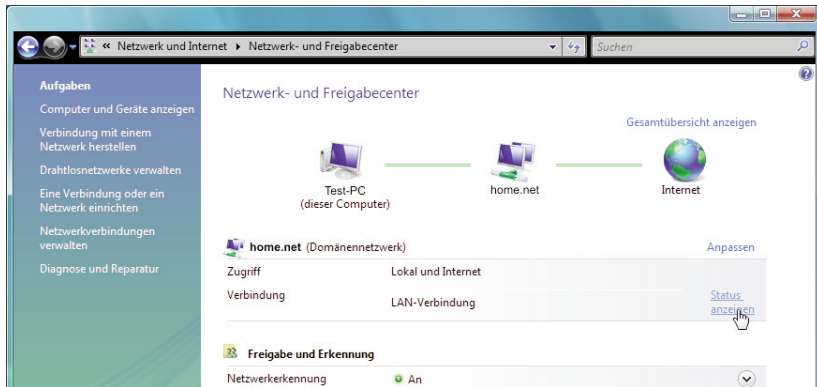 « Netzwerk und Internet ▸ Netzwerk- und Freigabecenter
Suchen
Aufgaben
Computer und Geräte anzeigen
Verbindung mit einem
Netzwerk herstellen
Drahtlosnetzwerke verwalten
Eine Verbindung oder ein
Netzwerk einrichten
Netzwerkverbindungen
verwalten
Diagnose und Reparatur
Netzwerk- und Freigabecenter
Gesamtübersicht anzeigen
Test-PC
(dieser Computer)
home.net
Internet
home.net (Domänennetzwerk)
Anpassen
Zugriff
Lokal und Internet
Verbindung
LAN-Verbindung
Status
anzeigen
Freigabe und Erkennung
Netzwerkerkennung
An